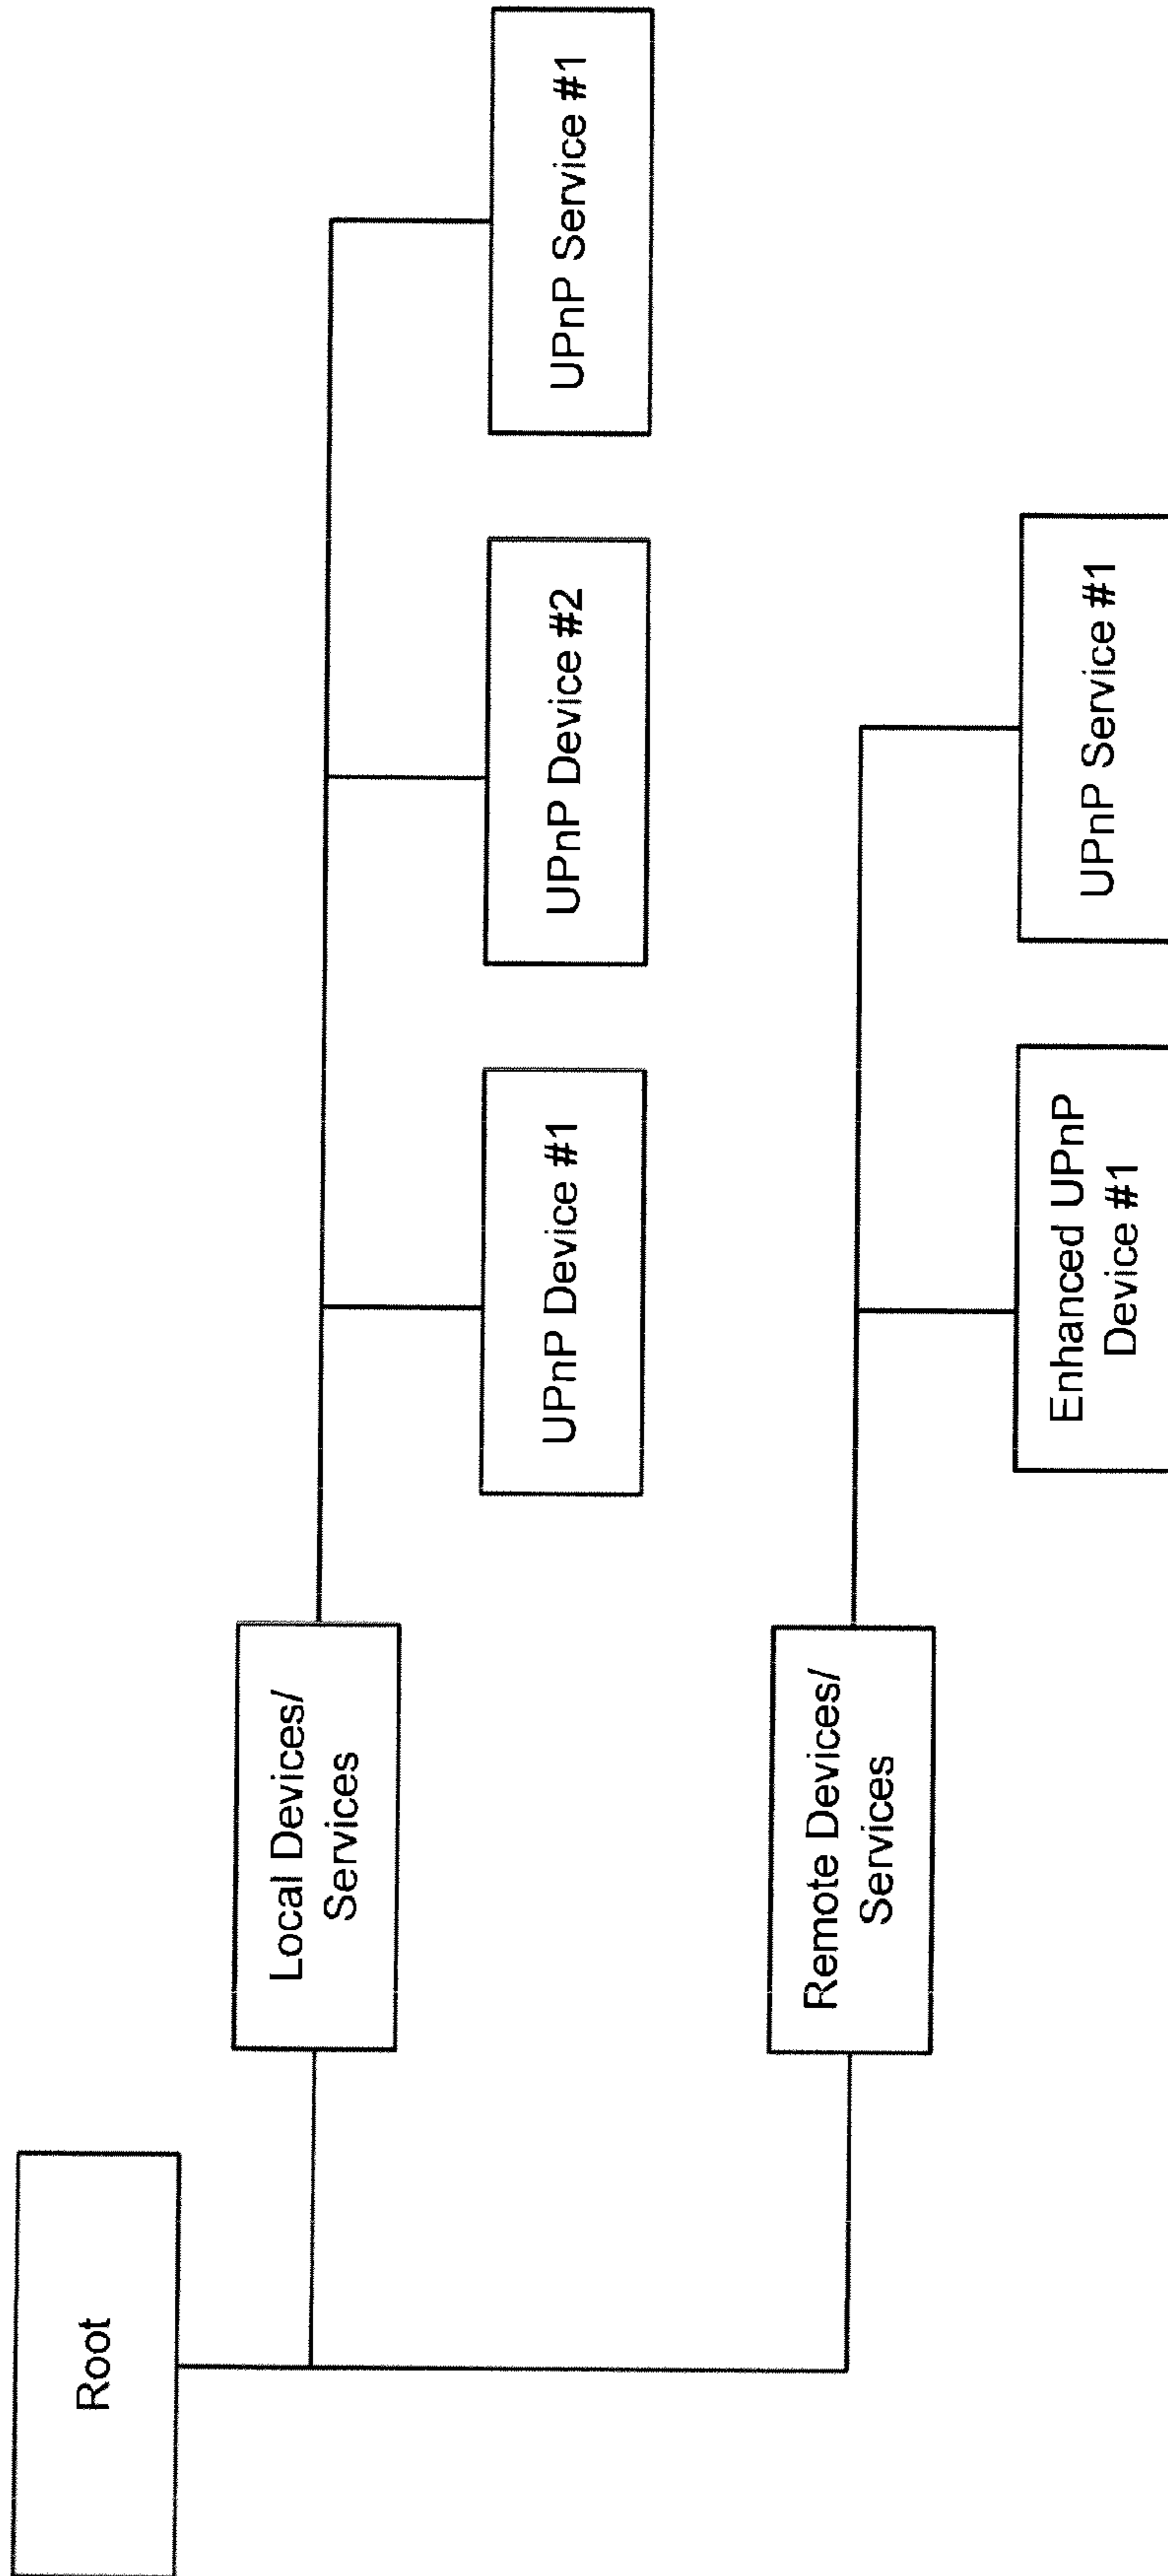 Root
Local Devices/
Services
UPnP Device #1
UPnP Device #2
UPnP Service #1
Remote Devices/
Services
Enhanced UPnP
Device #1
UPnP Service #1